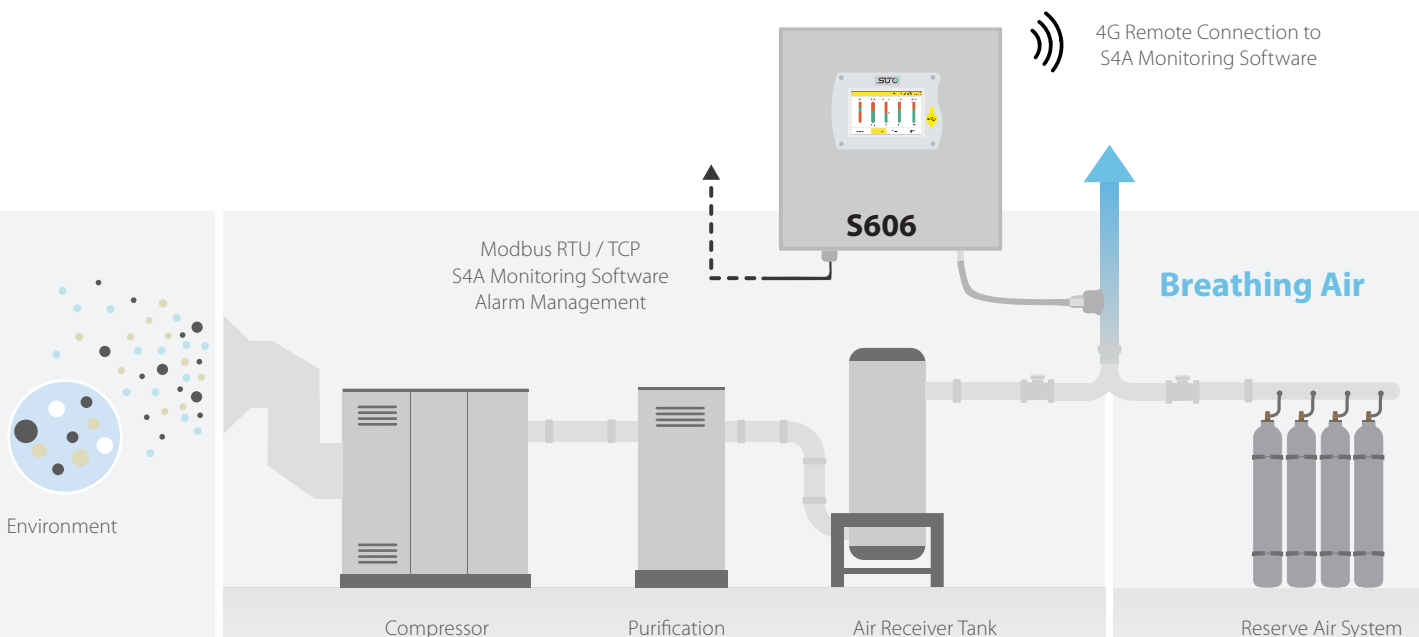 4G Remote Connection to
S4A Monitoring Software
SUTO
S606
Modbus RTU / TCP
S4A Monitoring Software
Alarm Management
Breathing Air
Environment
Compressor
Purification
Air Receiver Tank
Reserve Air System